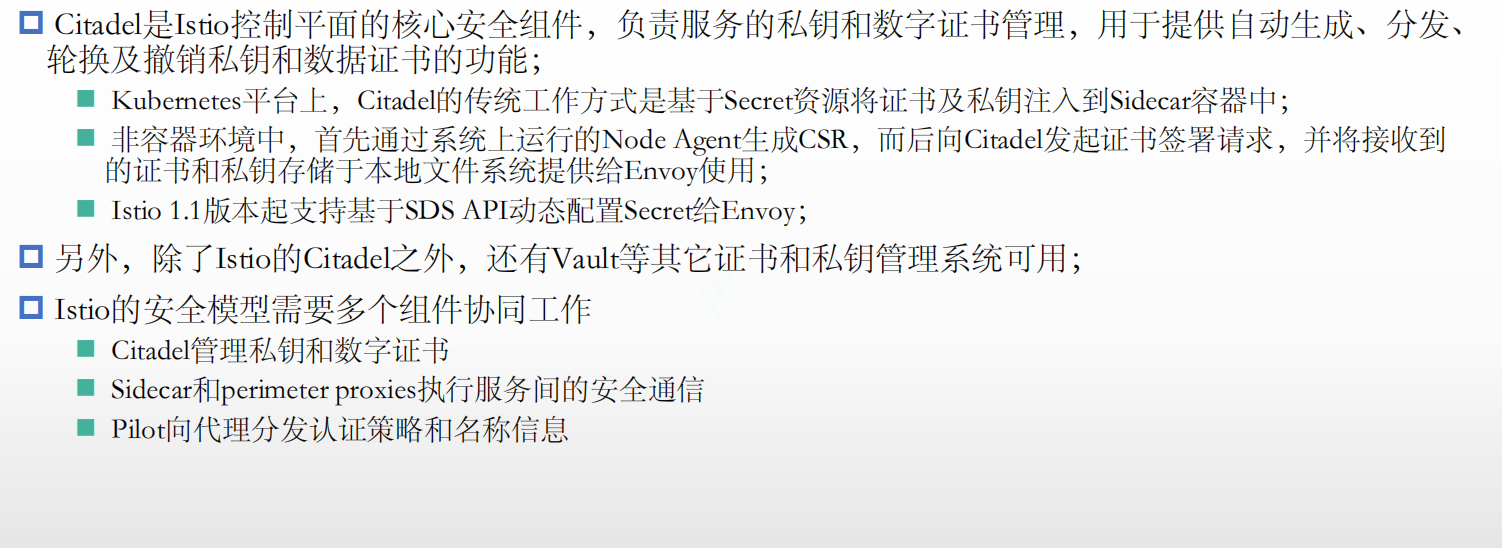 Citadel是Istio控制平面的核心安全组件，负责服务的私钥和数字证书管理，用于提供自动生成、分发、
轮换及撤销私钥和数据证书的功能；
Kubernetes平台上，Citadel的传统工作方式是基于Secret资源将证书及私钥注入到Sidecar容器中；
非容器环境中，首先通过系统上运行的Node Agent生成CSR，而后向Citadel发起证书签署请求，并将接收到
的证书和私钥存储于本地文件系统提供给Envoy使用；
Istio 1.1版本起支持基于SDS API动态配置Secret给Envoy；
另外，除了Istio的Citadel之外，还有Vault等其它证书和私钥管理系统可用；
Istio的安全模型需要多个组件协同工作
Citadel管理私钥和数字证书
Sidecar和perimeter proxies执行服务间的安全通信
Pilot向代理分发认证策略和名称信息